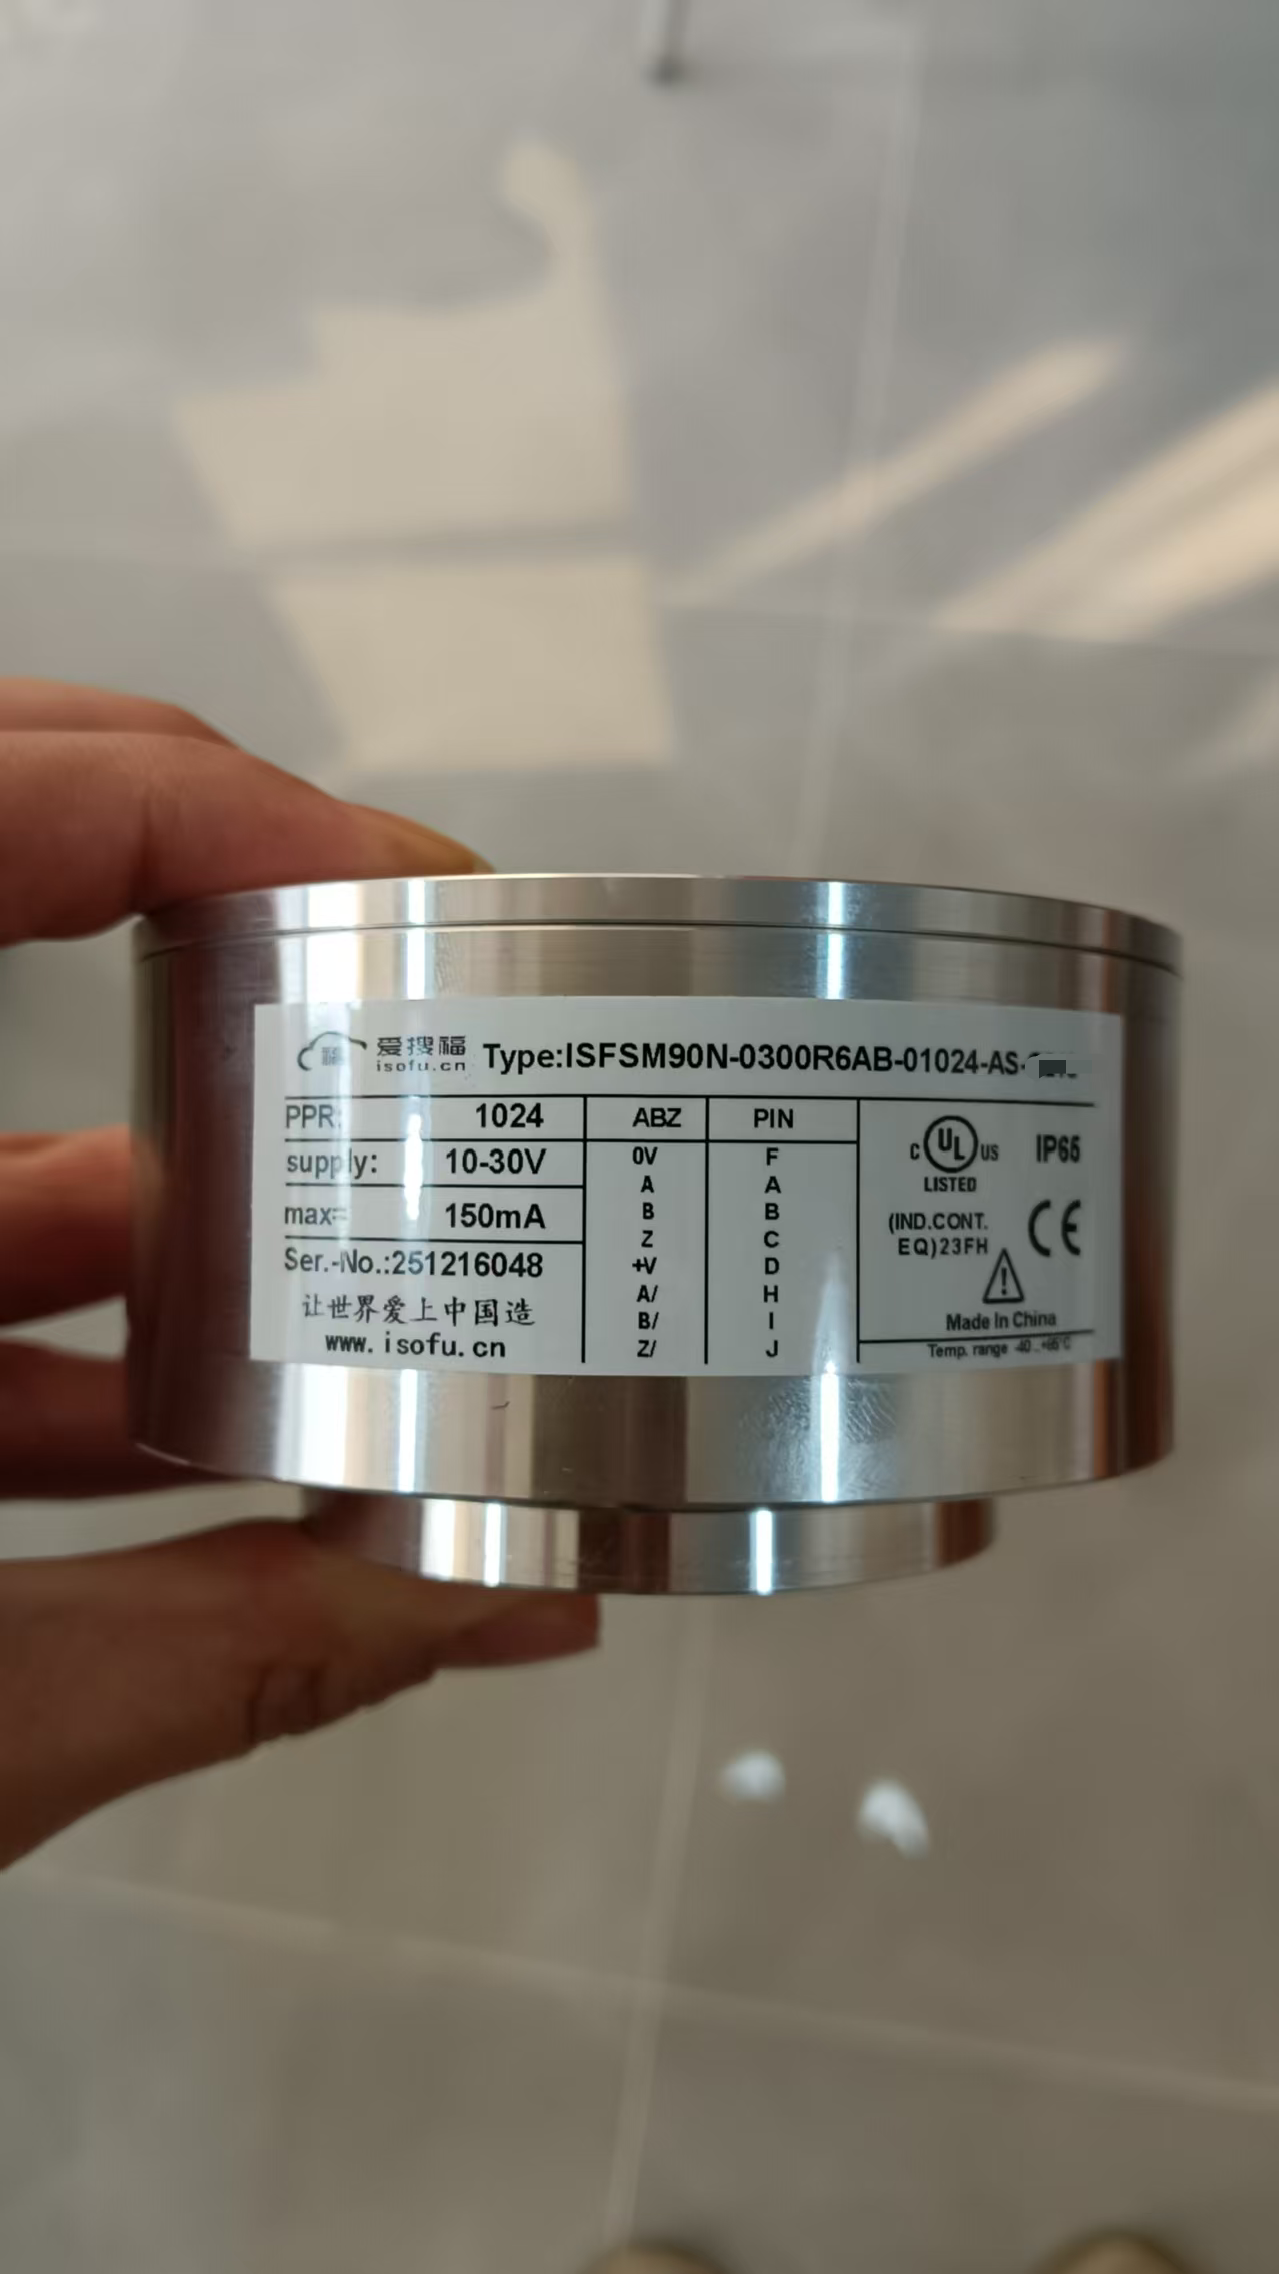 爱搜福
isofu.cn
Type:ISFSM90N-0300R6AB-01024-AS-
PPR: 1024
supply: 10-30V
max= 150mA
Ser.-No.:251216048
让世界爱上中国造
www.isofu.cn
ABZ PIN
0V F
A A
B B
Z C
+V D
A/ H
B/ I
Z/ J
C UL US IP65
LISTED
(IND.CONT.
EQ)23FH
CE
Made In China
Temp. range -40...+85°C